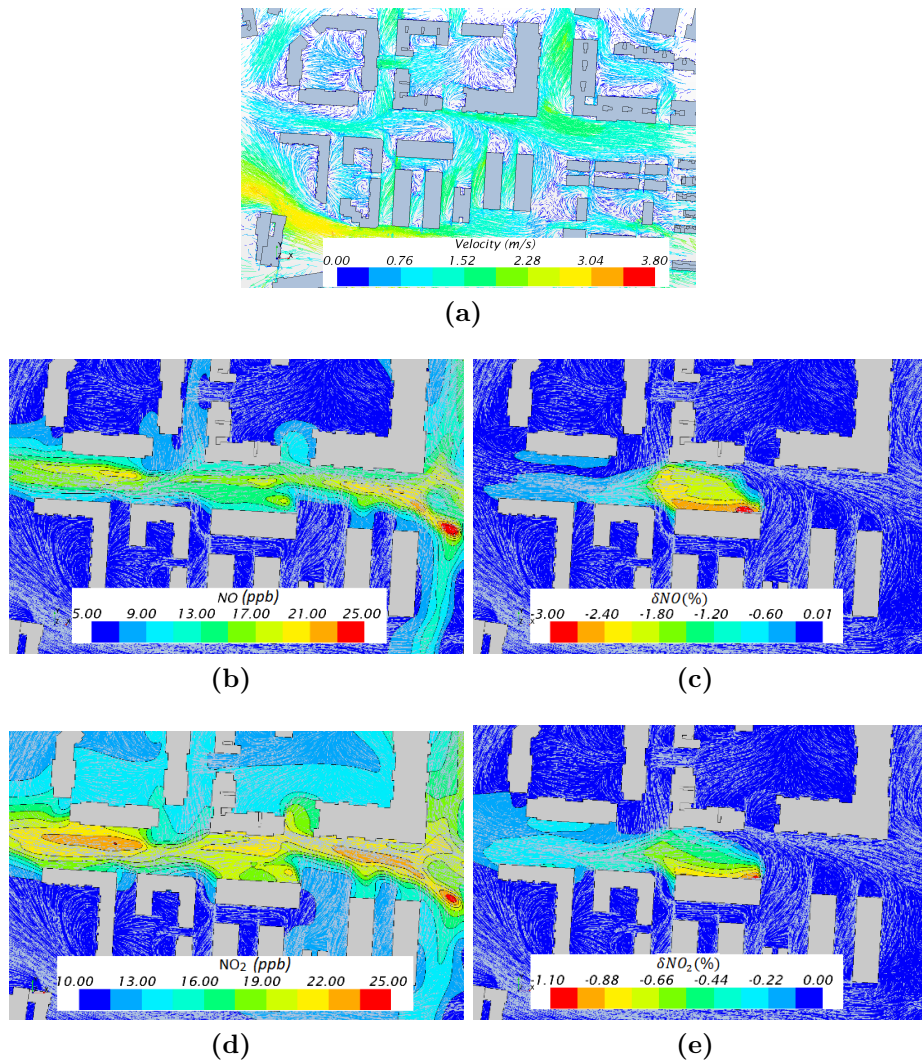 Velocity (m/s)
0.00 0.76 1.52 2.28 3.04 3.80
(a)
NO (ppb)
5.00 9.00 13.00 17.00 21.00 25.00
(b)
δNO(%)
-3.00 -2.40 -1.80 -1.20 -0.60 0.01
(c)
NO₂ (ppb)
10.00 13.00 16.00 19.00 22.00 25.00
(d)
δNO₂(%)
-1.10 -0.88 -0.66 -0.44 -0.22 0.00
(e)